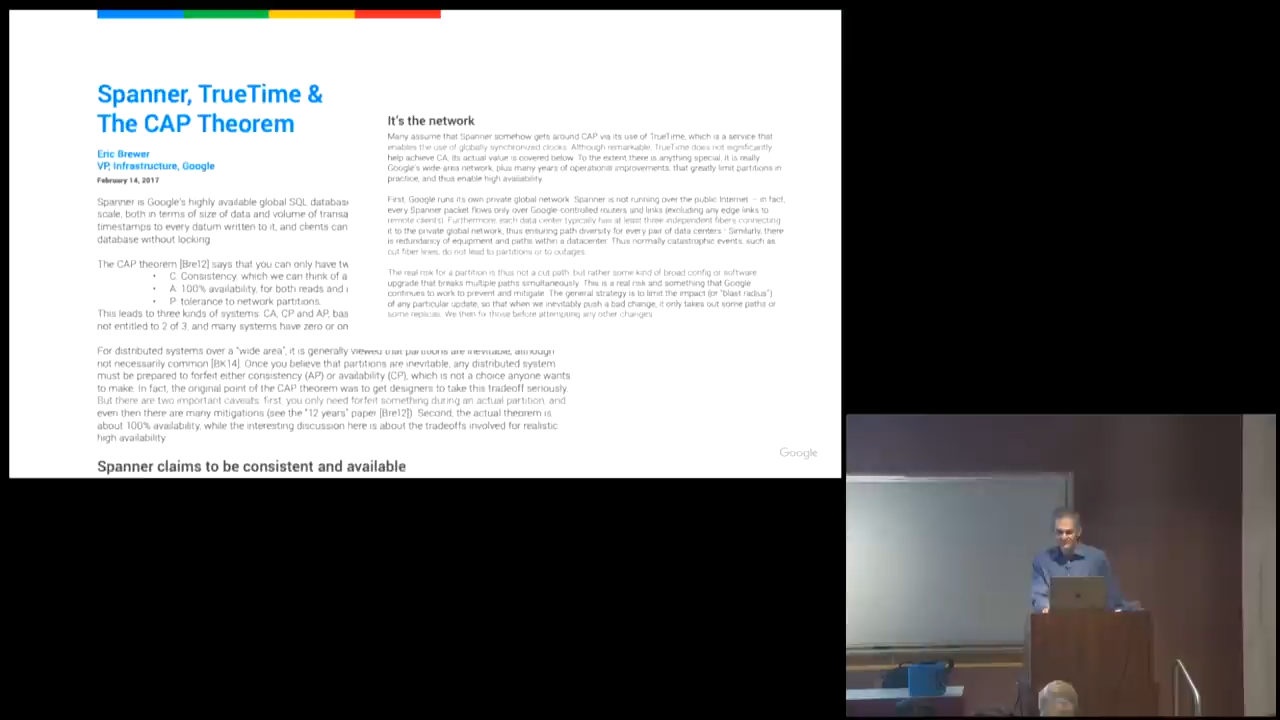 Spanner, TrueTime &
The CAP Theorem
Eric Brewer
VP, Infrastructure, Google
February 14, 2017
Spanner is Google's highly available global SQL databas
scale, both in terms of size of data and volume of transa
timestamps to every datum written to it, and clients can
database without locking
The CAP theorem [Bre12] says that you can only have tw
• C: Consistency, which we can think of a
• A: 100% availability, for both reads and
• P: tolerance to network partitions.
This leads to three kinds of systems: CA, CP and AP, bas
not entitled to 2 of 3, and many systems have zero or on
It's the network
Many assume that Spanner somehow gets around CAP via its use of TrueTime, which is a service that
enables the use of globally synchronized clocks. Although remarkable, TrueTime does not significantly
help achieve CA; its actual value is covered below. To the extent there is anything special, it is really
Google's wide-area network, plus many years of operational improvements, that greatly limit partitions in
practice, and thus enable high availability.
First, Google runs its own private global network. Spanner is not running over the public Internet — in fact,
every Spanner packet flows only over Google-controlled routers and links (excluding any edge links to
remote clients). Furthermore, each data center typically has at least three independent fibers connecting
it to the private global network, thus ensuring path diversity for every pair of data centers. Similarly, there
is redundancy of equipment and paths within a datacenter. Thus normally catastrophic events, such as
cut fiber lines, do not lead to partitions or to outages.
The real risk for a partition is thus not a cut path, but rather some kind of broad config or software
upgrade that breaks multiple paths simultaneously. This is a real risk and something that Google
continues to work to prevent and mitigate. The general strategy is to limit the impact (or "blast radius")
of any particular update, so that when we inevitably push a bad change, it only takes out some paths or
some replicas. We then fix those before attempting any other changes.
For distributed systems over a "wide area", it is generally viewed that partitions are inevitable, although
not necessarily common [BK14]. Once you believe that partitions are inevitable, any distributed system
must be prepared to forfeit either consistency (AP) or availability (CP), which is not a choice anyone wants
to make. In fact, the original point of the CAP theorem was to get designers to take this tradeoff seriously.
But there are two important caveats: first, you only need forfeit something during an actual partition, and
even then there are many mitigations (see the "12 years" paper [Bre12]). Second, the actual theorem is
about 100% availability, while the interesting discussion here is about the tradeoffs involved for realistic
high availability.
Spanner claims to be consistent and available
Google